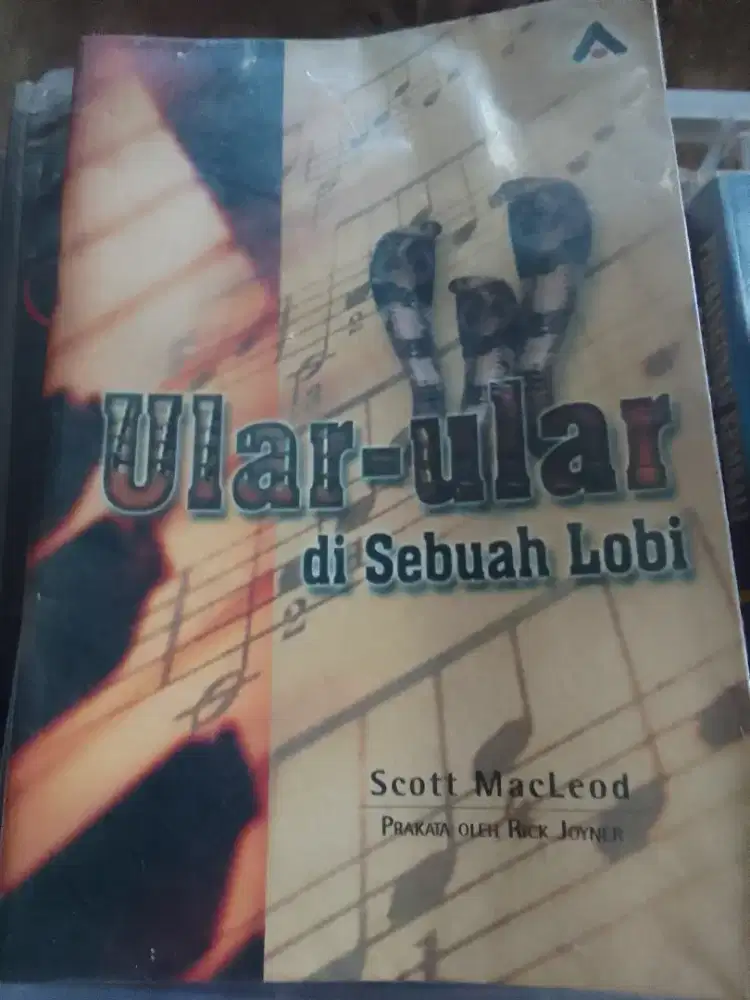 Ular-ular
di Sebuah Lobi
Scott MacLeod
PRAKATA OLEH RICK JOYNER